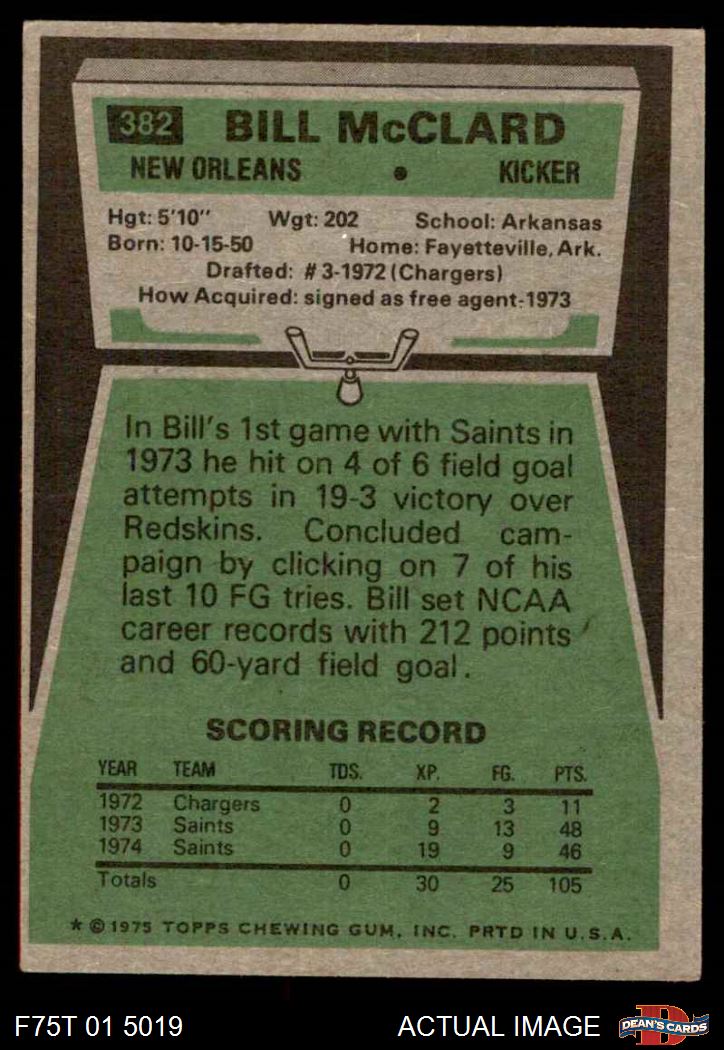 382 BILL McCLARD
NEW ORLEANS • KICKER
Hgt: 5'10" Wgt: 202 School: Arkansas
Born: 10-15-50 Home: Fayetteville, Ark.
Drafted: #3-1972 (Chargers)
How Acquired: signed as free agent-1973
In Bill's 1st game with Saints in
1973 he hit on 4 of 6 field goal
attempts in 19-3 victory over
Redskins. Concluded cam-
paign by clicking on 7 of his
last 10 FG tries. Bill set NCAA
career records with 212 points
and 60-yard field goal.
SCORING RECORD
YEAR TEAM TDS. XP. FG. PTS.
1972 Chargers 0 2 3 11
1973 Saints 0 9 13 48
1974 Saints 0 19 9 46
Totals 0 30 25 105
* © 1975 TOPPS CHEWING GUM, INC. PRTD IN U.S.A.
F75T 01 5019 ACTUAL IMAGE D DEAN'S CARDS